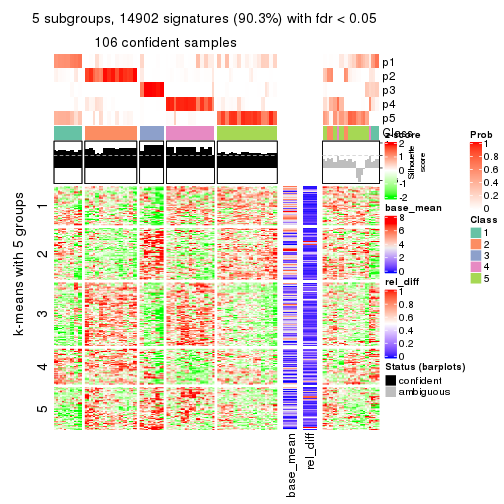 5 subgroups, 14902 signatures (90.3%) with fdr < 0.05
106 confident samples
p1
p2
p3
p4
p5
Class
Silhouette
score
k-means with 5 groups
1
2
3
4
5
base_mean
rel_diff
z-score
2
1
0
-1
-2
base_mean
8
6
4
2
0
rel_diff
1
0.8
0.6
0.4
0.2
0
Status (barplots)
confident
ambiguous
Prob
1
0.8
0.6
0.4
0.2
0
Class
1
2
3
4
5